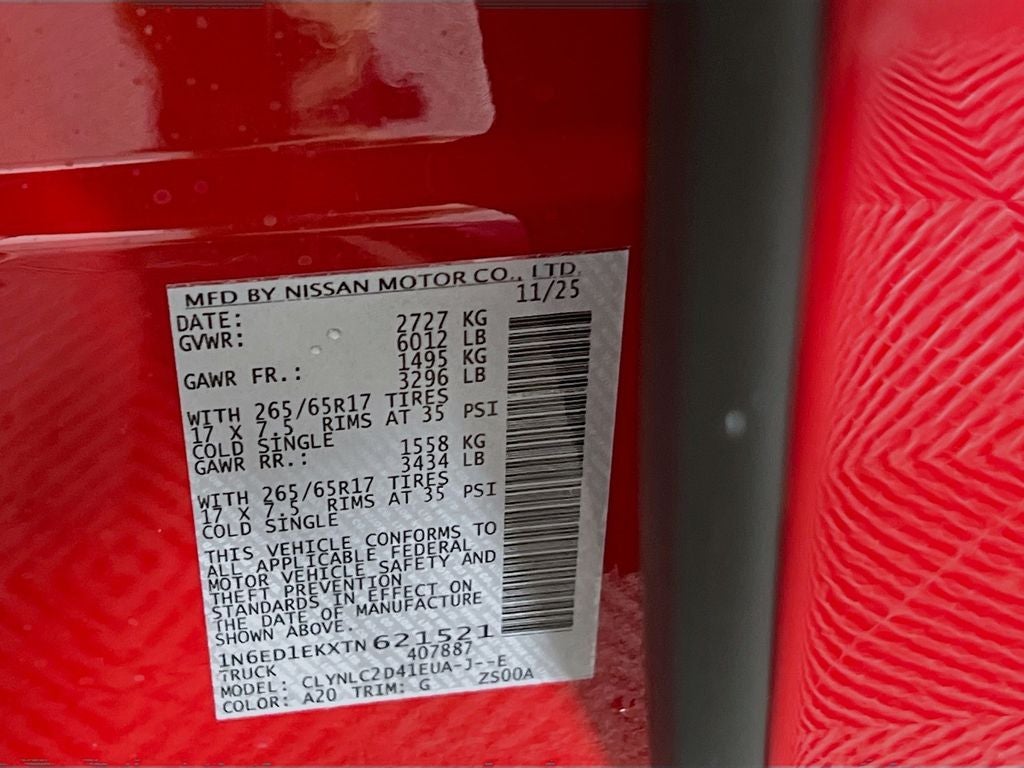 MFD BY NISSAN MOTOR CO., LTD.
DATE: 11/25
GVWR: 2727 KG
6012 LB
GAWR FR.: 1495 KG
3296 LB
WITH 265/65R17 TIRES
17 X 7.5 RIMS AT 35 PSI
COLD SINGLE
GAWR RR.: 1558 KG
3434 LB
WITH 265/65R17 TIRES
17 X 7.5 RIMS AT 35 PSI
COLD SINGLE
THIS VEHICLE CONFORMS TO
ALL APPLICABLE FEDERAL
MOTOR VEHICLE SAFETY AND
THEFT PREVENTION
STANDARDS IN EFFECT ON
THE DATE OF MANUFACTURE
SHOWN ABOVE.
1N6ED1EKXTN621521
TRUCK 407887
MODEL: CLYNLC2D41EUA-J--E
COLOR: A20 TRIM: G ZS00A